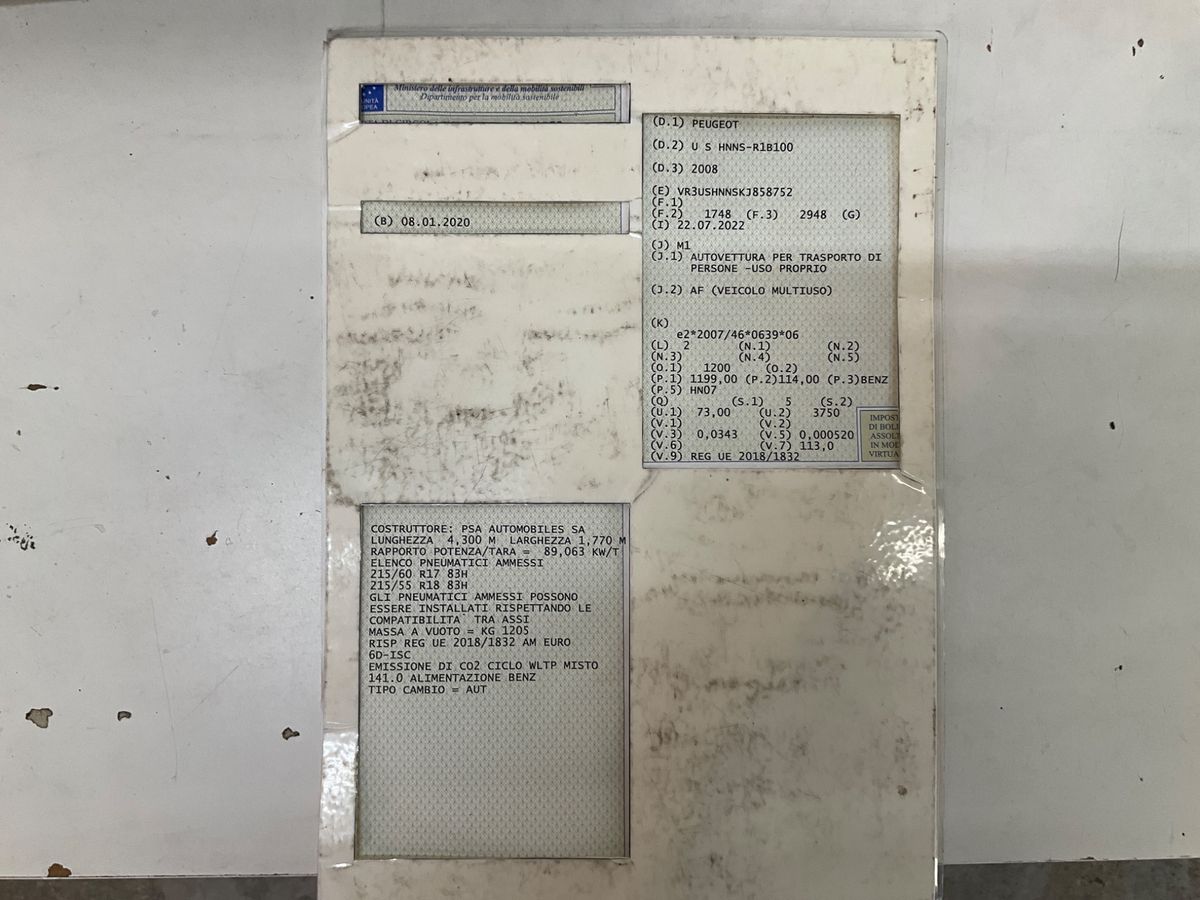 Ministero delle infrastrutture e della mobilità sostenibili
Dipartimento per la mobilità sostenibile
(B) 08.01.2020
(D.1) PEUGEOT
(D.2) U S HNNS-R1B100
(D.3) 2008
(E) VR3USHNNSKJ858752
(F.1)
(F.2) 1748 (F.3) 2948 (G)
(I) 22.07.2022
(J) M1
(J.1) AUTOVETTURA PER TRASPORTO DI
PERSONE -USO PROPRIO
(J.2) AF (VEICOLO MULTIUSO)
(K)
e2*2007/46*0639*06
(L) 2 (N.1) (N.2)
(N.3) (N.4) (N.5)
(O.1) 1200 (O.2)
(P.1) 1199,00 (P.2)114,00 (P.3)BENZ
(P.5) HN07
(Q) (S.1) 5 (S.2)
(U.1) 73,00 (U.2) 3750
(V.1) (V.2)
(V.3) 0,0343 (V.5) 0,000520
(V.6) (V.7) 113,0
(V.9) REG UE 2018/1832
IMPOST
DI BOLL
ASSOLT
IN MOD
VIRTUA
COSTRUTTORE: PSA AUTOMOBILES SA
LUNGHEZZA 4,300 M LARGHEZZA 1,770 M
RAPPORTO POTENZA/TARA = 89,063 KW/T
ELENCO PNEUMATICI AMMESSI
215/60 R17 83H
215/55 R18 83H
GLI PNEUMATICI AMMESSI POSSONO
ESSERE INSTALLATI RISPETTANDO LE
COMPATIBILITA` TRA ASSI
MASSA A VUOTO = KG 1205
RISP REG UE 2018/1832 AM EURO
6D-ISC
EMISSIONE DI CO2 CICLO WLTP MISTO
141.0 ALIMENTAZIONE BENZ
TIPO CAMBIO = AUT